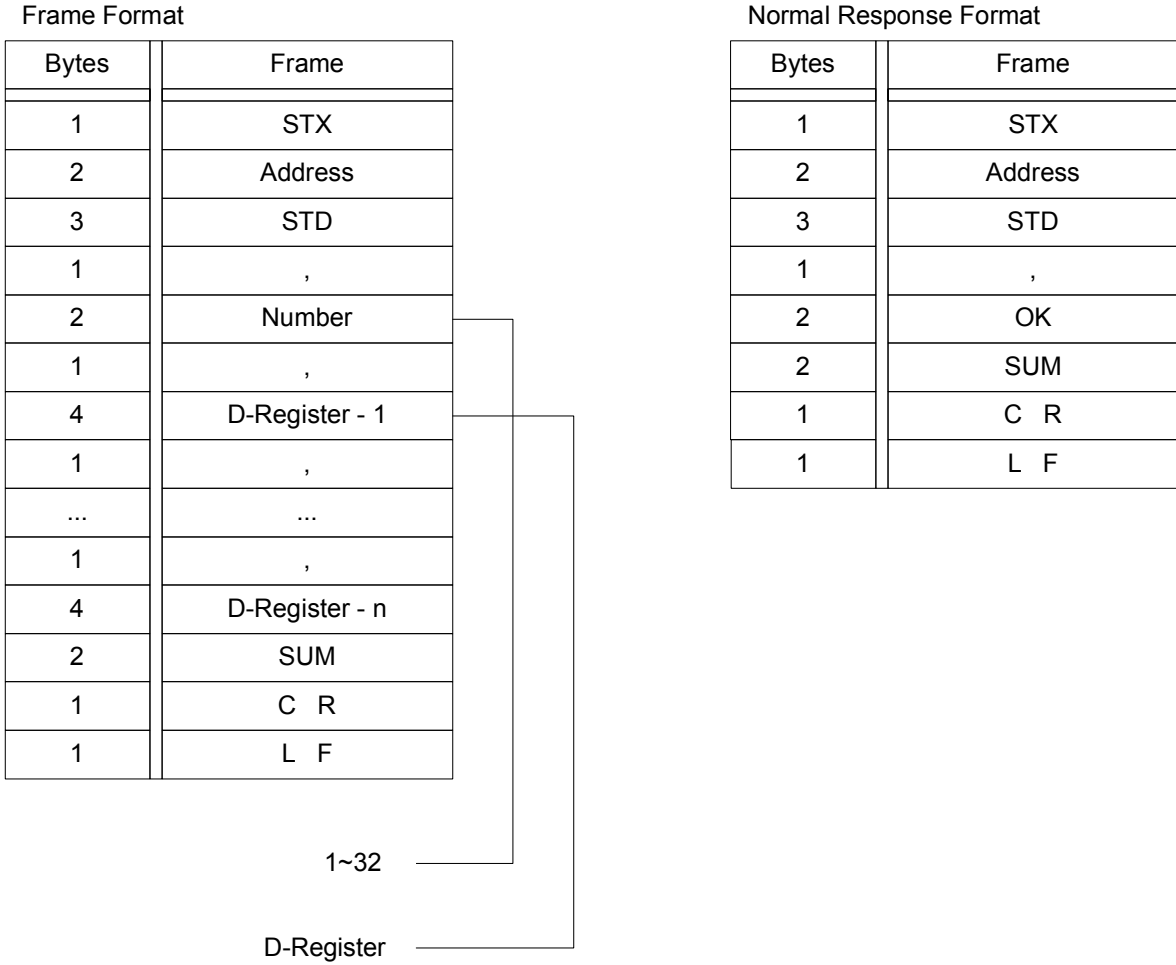 Frame Format
Bytes Frame
1 STX
2 Address
3 STD
1 ,
2 Number
1 ,
4 D-Register - 1
1 ,
... ...
1 ,
4 D-Register - n
2 SUM
1 C R
1 L F
1~32
D-Register
Normal Response Format
Bytes Frame
1 STX
2 Address
3 STD
1 ,
2 OK
2 SUM
1 C R
1 L F